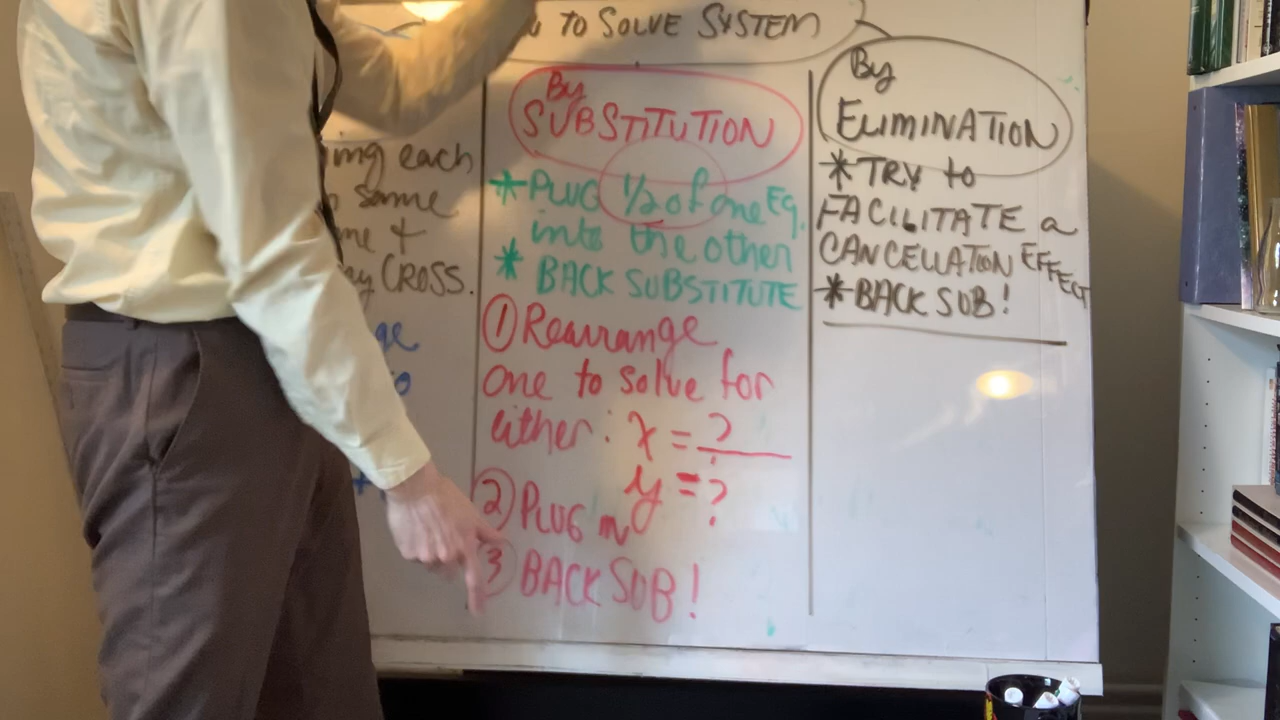 TO SOLVE SYSTEM
each
same
+
CROSS.
By
SUBSTITUTION
* PLUG 1/2 of one EQ.
into the other
* BACK SUBSTITUTE
① Rearrange
one to solve for
either: x = ?
y = ?
② PLUG in
③ BACK SUB!
By
ELIMINATION
* TRY to
FACILITATE a
CANCELLATION EFFECT
* BACK SUB!